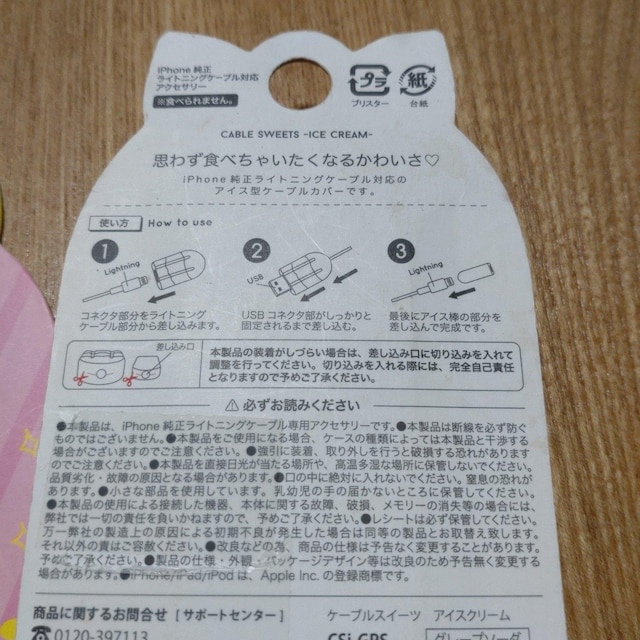 iPhone 純正
ライトニングケーブル対応
アクセサリー
※食べられません。
プラ
ブリスター
紙
台紙
CABLE SWEETS -ICE CREAM-
思わず食べちゃいたくなるかわいさ♡
iPhone 純正ライトニングケーブル対応の
アイス型ケーブルカバーです。
使い方 How to use
1
Lightning
コネクタ部分をライトニング
ケーブル部分から差し込みます。
2
USB
USB コネクタ部がしっかりと
固定されるまで差し込む。
3
Lightning
最後にアイス棒の部分を
差し込んで完成です。
差し込み口
本製品の装着がしづらい場合は、差し込み口に切り込みを入れて
調整を行ってください。切り込みを入れる際には、完全自己責任
となりますので予めご了承ください。
⚠必ずお読みください
●本製品は、iPhone 純正ライトニングケーブル専用アクセサリーです。●本製品は断線を必ず防ぐ
ものではございません。●本製品をご使用になる場合、ケースの種類によっては本製品と干渉する
場合がございますのでご注意ください。●強引に装着、取り外しを行うと破損する恐れがあります
のでご注意ください。●本製品を直接日光が当たる場所や、高温多湿な場所に保管しないでください。
品質劣化・故障の原因となる場合があります。●口の中に絶対に入れないでください。窒息の恐れが
あります。●小さな部品を使用しています。乳幼児の手の届かないところに保管してください。
●本製品の使用による接続した機器、本体に関する故障、破損、メモリーの消失等の場合には、
弊社では一切の責任を負いかねますので、予めご了承ください。●レシートは必ず保管してください。
万一弊社の製造上の原因による初期不良が発生した場合は同等の製品とお取替え致します。
それ以外の責はご容赦ください。●改良などの為、商品の仕様は予告なく変更することがあります。
予めご了承ください。●製品の仕様・外観・パッケージデザイン等は改良のため予告無く変更する
場合があります。●iPhone/iPad/iPod は、Apple Inc. の登録商標です。
商品に関するお問合せ [サポートセンター]
0120-397113
ケーブルスイーツ アイスクリーム